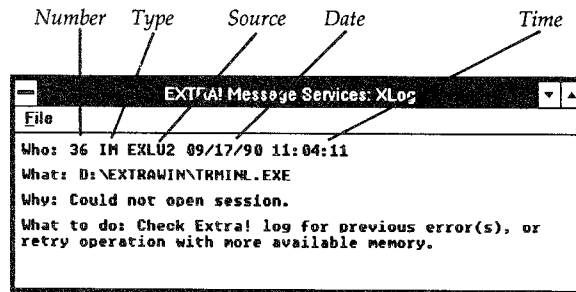 Number Type Source Date Time
EXTRA! Message Services: XLog
File
Who: 36 IM EXLU2 09/17/90 11:04:11
What: D:\EXTRAWIN\TRMINL.EXE
Why: Could not open session.
What to do: Check Extra! log for previous error(s), or
retry operation with more available memory.